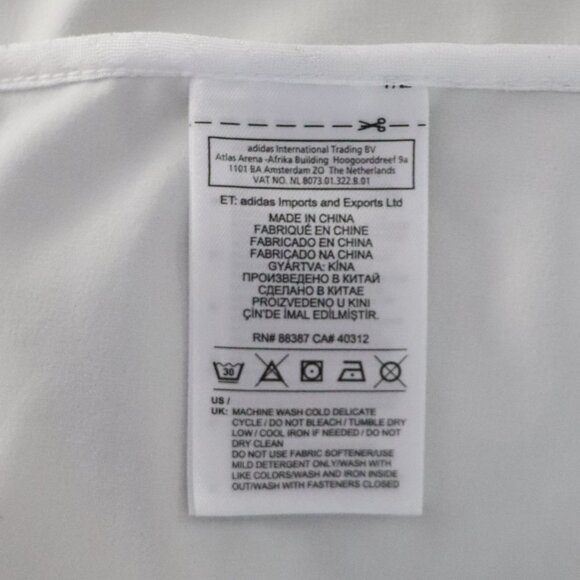 adidas International Trading BV
Atlas Arena -Afrika Building Hoogoorddreef 9a
1101 BA Amsterdam ZO The Netherlands
VAT NO. NL 8073.01.322.B.01
ET: adidas Imports and Exports Ltd
MADE IN CHINA
FABRIQUÉ EN CHINE
FABRICADO EN CHINA
FABRICADO NA CHINA
GYÁRTVA: KÍNA
ПРОИЗВЕДЕНО В КИТАЙ
СДЕЛАНО В КИТАЕ
PROIZVEDENO U KINI
ÇİN'DE İMAL EDİLMİŞTİR.
RN# 88387 CA# 40312
30
US /
UK: MACHINE WASH COLD DELICATE
CYCLE / DO NOT BLEACH / TUMBLE DRY
LOW / COOL IRON IF NEEDED / DO NOT
DRY CLEAN
DO NOT USE FABRIC SOFTENER/USE
MILD DETERGENT ONLY/WASH WITH
LIKE COLORS/WASH AND IRON INSIDE
OUT/WASH WITH FASTENERS CLOSED